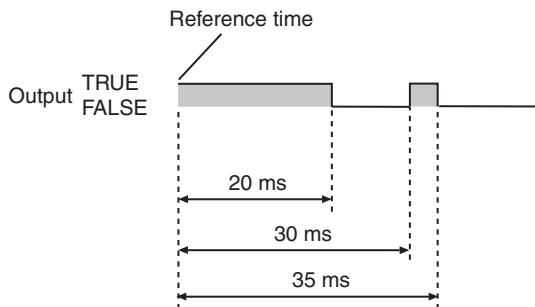 Reference time
Output TRUE
FALSE
20 ms
30 ms
35 ms